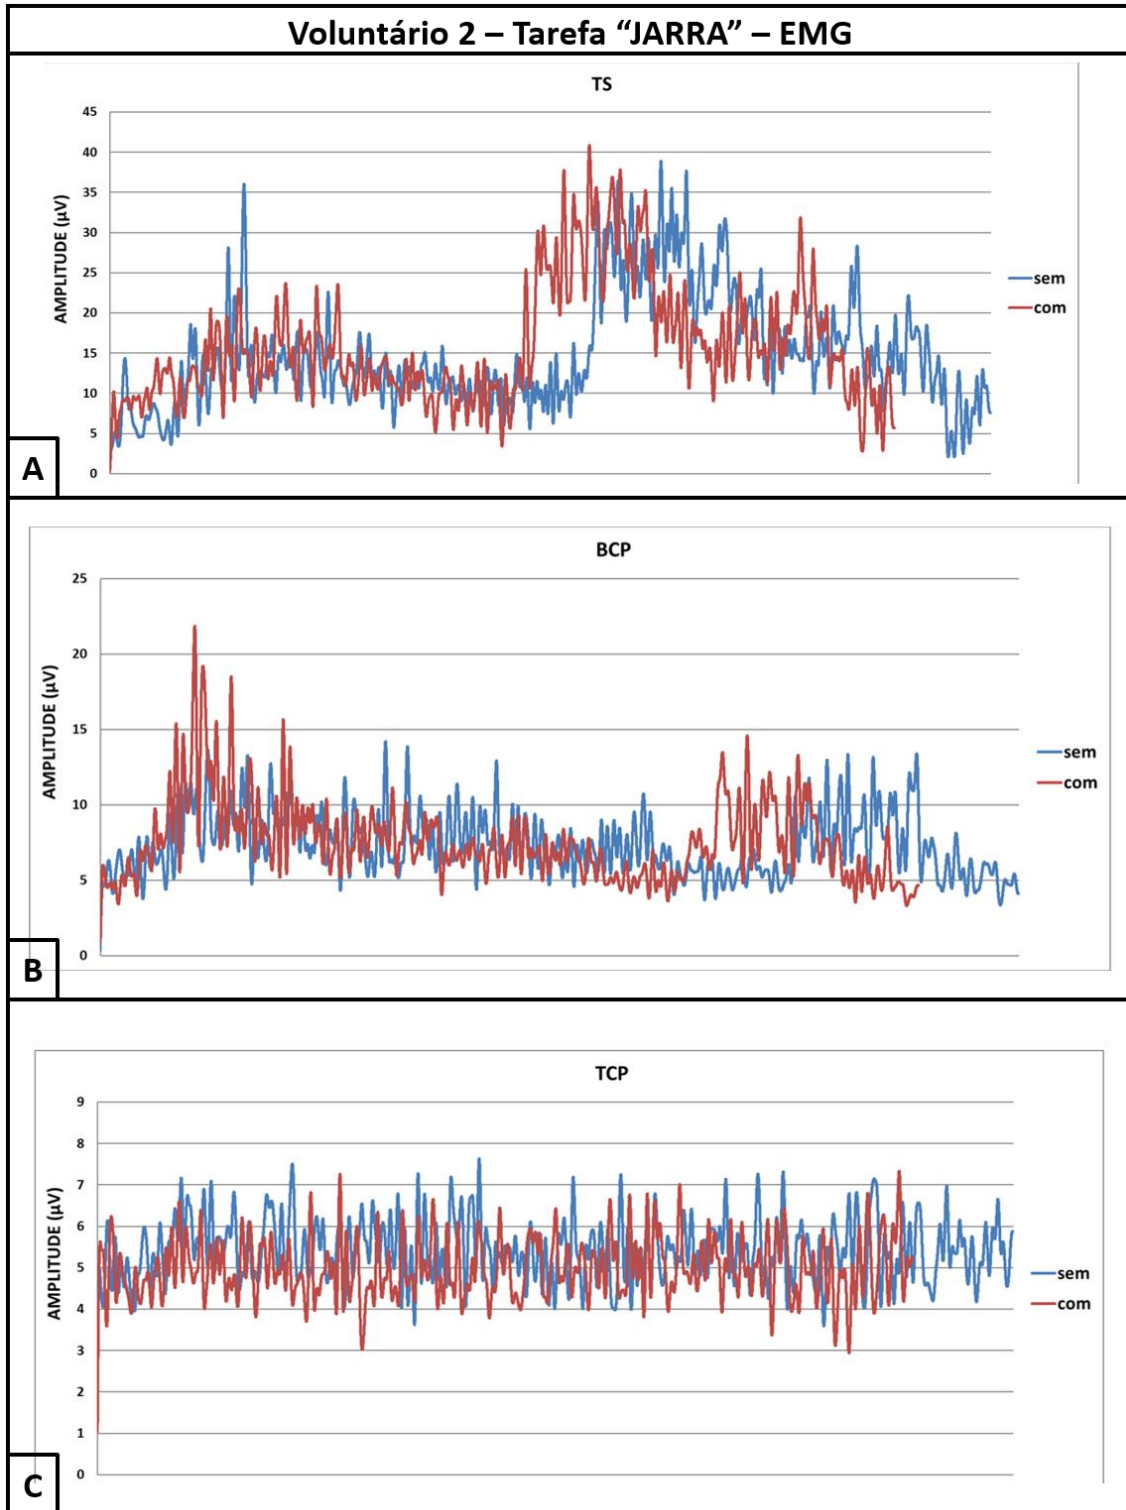 Voluntário 2 – Tarefa “JARRA” – EMG
TS
45
40
35
30
25
20
15
10
5
0
AMPLITUDE (µV)
sem
com
A
BCP
25
20
15
10
5
0
AMPLITUDE (µV)
sem
com
B
TCP
9
8
7
6
5
4
3
2
1
0
AMPLITUDE (µV)
sem
com
C